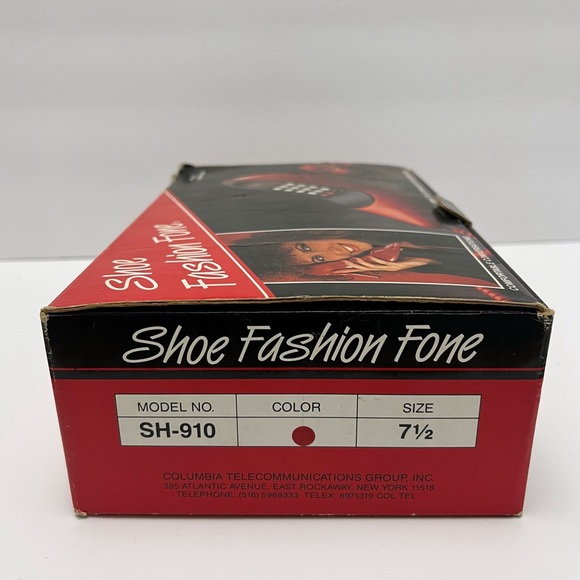 Shoe
Fashion Fone
Shoe Fashion Fone
MODEL NO. COLOR SIZE
SH-910 7½
COLUMBIA TELECOMMUNICATIONS GROUP, INC.
395 ATLANTIC AVENUE, EAST ROCKAWAY, NEW YORK 11518
TELEPHONE: (516) 5969333 TELEX: 6971319 COL TEL